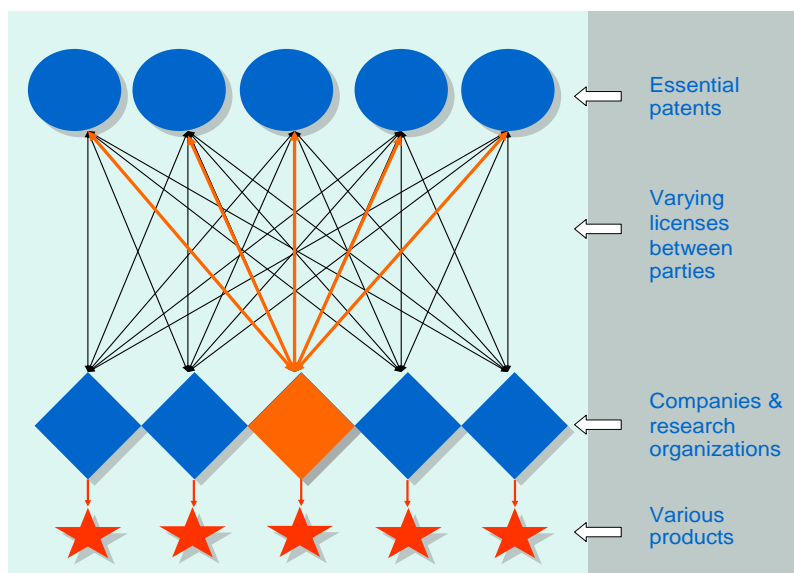 Essential
patents
Varying
licenses
between
parties
Companies &
research
organizations
Various
products